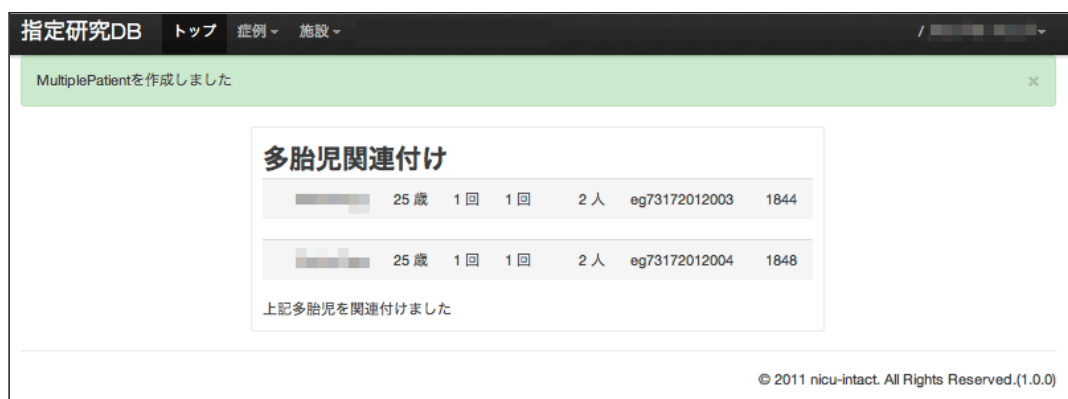 指定研究DB トップ 症例 施設 /
MultiplePatientを作成しました ×
多胎児関連付け
25 歳 1 回 1 回 2 人 eg73172012003 1844
25 歳 1 回 1 回 2 人 eg73172012004 1848
上記多胎児を関連付けました
© 2011 nicu-intact. All Rights Reserved.(1.0.0)